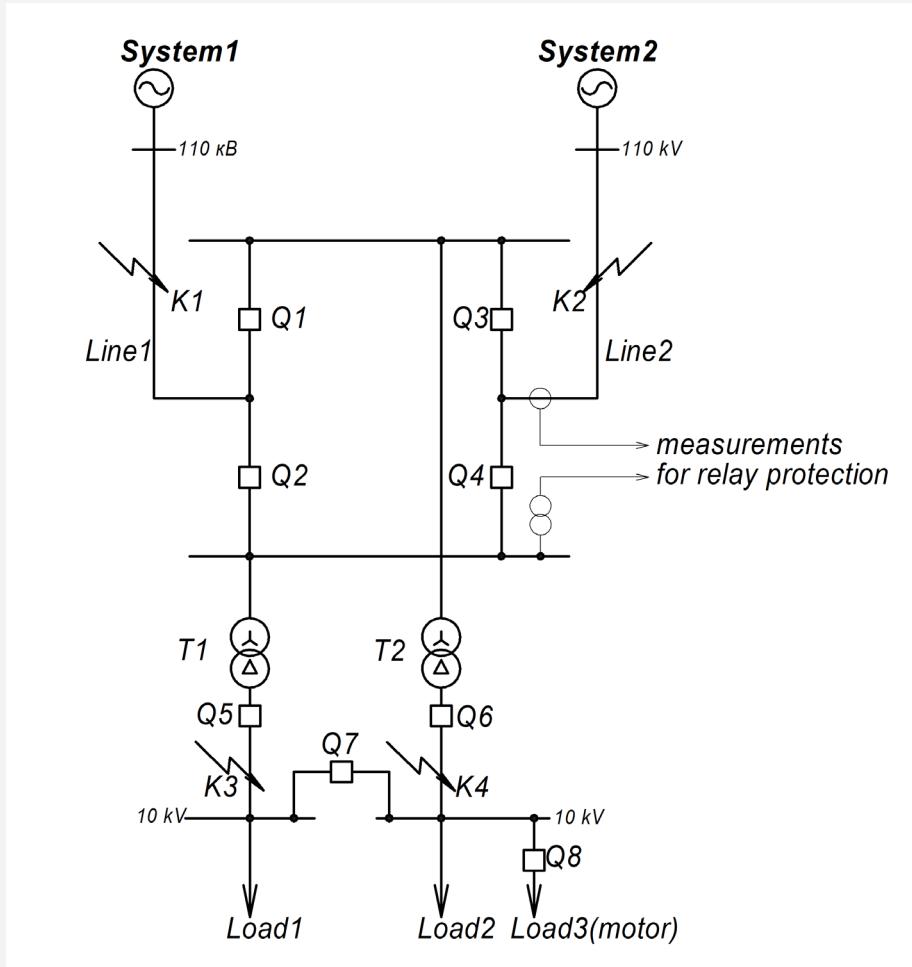 System1
System2
110 кВ
110 kV
K1
Q1
Q3
K2
Line1
Line2
measurements
for relay protection
Q2
Q4
T1
T2
Q5
Q6
Q7
K3
K4
10 kV
10 kV
Q8
Load1
Load2
Load3(motor)